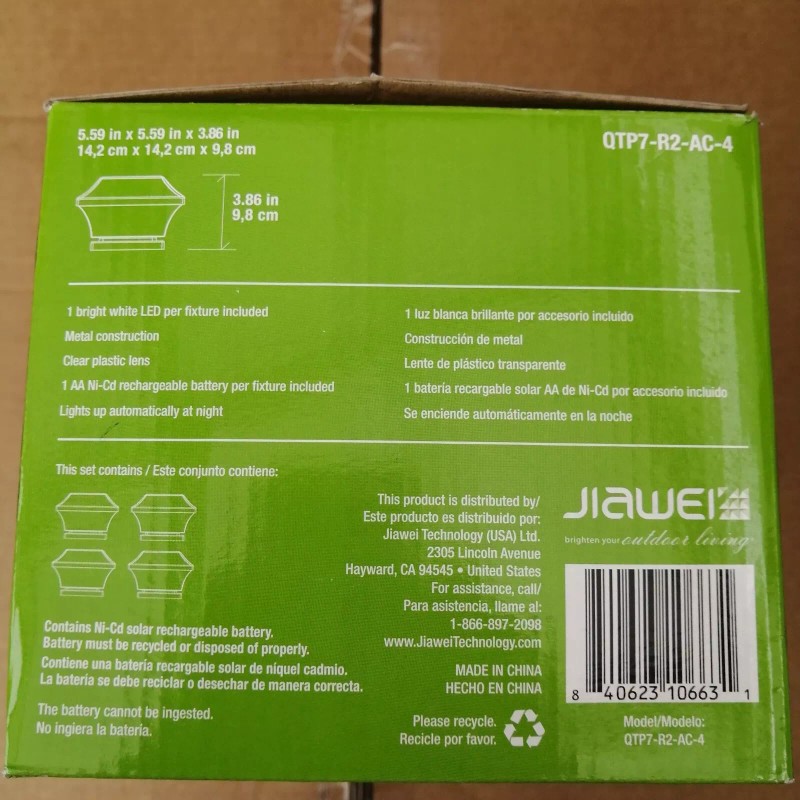 5.59 in x 5.59 in x 3.86 in
14,2 cm x 14,2 cm x 9,8 cm
QTP7-R2-AC-4
3.86 in
9,8 cm
1 bright white LED per fixture included
Metal construction
Clear plastic lens
1 AA Ni-Cd rechargeable battery per fixture included
Lights up automatically at night
1 luz blanca brillante por accesorio incluido
Construcción de metal
Lente de plástico transparente
1 batería recargable solar AA de Ni-Cd por accesorio incluido
Se enciende automáticamente en la noche
This set contains / Este conjunto contiene:
Contains Ni-Cd solar rechargeable battery.
Battery must be recycled or disposed of properly.
Contiene una batería recargable solar de níquel cadmio.
La batería se debe reciclar o desechar de manera correcta.
The battery cannot be ingested.
No ingiera la batería.
This product is distributed by/
Este producto es distribuido por:
Jiawei Technology (USA) Ltd.
2305 Lincoln Avenue
Hayward, CA 94545 • United States
For assistance, call/
Para asistencia, llame al:
1-866-897-2098
www.JiaweiTechnology.com
MADE IN CHINA
HECHO EN CHINA
Please recycle.
Recicle por favor.
JIAWEI
brighten your outdoor living
8 40623 10663 1
Model/Modelo:
QTP7-R2-AC-4